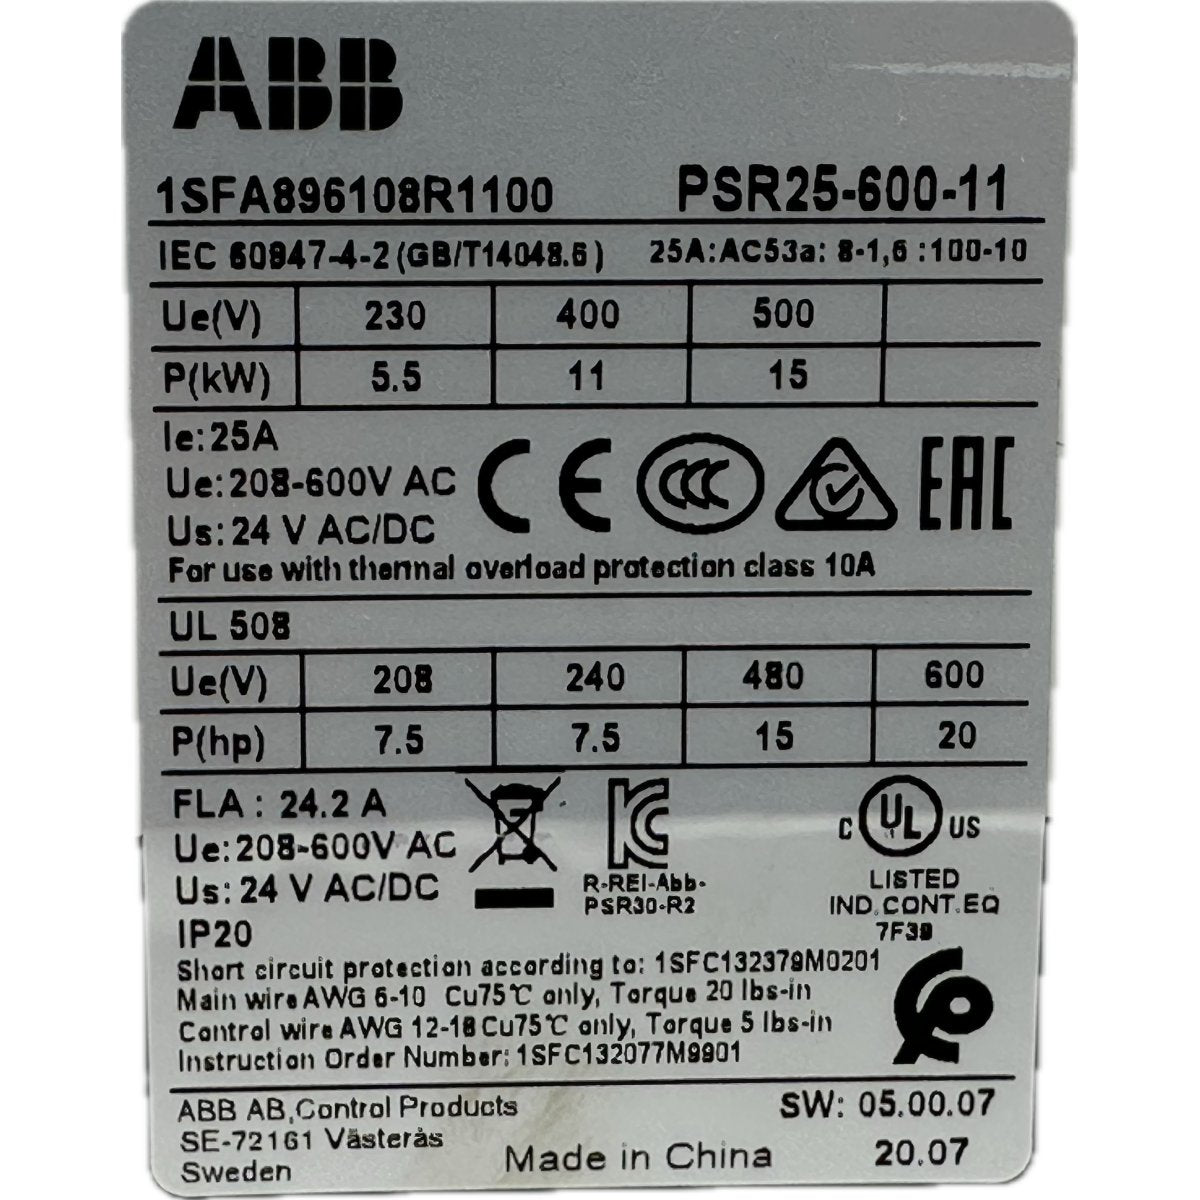 ABB
1SFA896108R1100 PSR25-600-11
IEC 60947-4-2 (GB/T14048.6) 25A:AC53a: 8-1,6 :100-10
Ue(V) 230 400 500
P(kW) 5.5 11 15
Ie:25A
Ue:208-600V AC
Us:24 V AC/DC
CE CCC EAC
For use with thermal overload protection class 10A
UL 508
Ue(V) 208 240 480 600
P(hp) 7.5 7.5 15 20
FLA : 24.2 A
Ue:208-600V AC
Us:24 V AC/DC
IP20
KC
R-REI-Abb-
PSR30-R2
C UL US
LISTED
IND.CONT.EQ
7F39
Short circuit protection according to: 1SFC132379M0201
Main wire AWG 6-10 Cu75℃ only, Torque 20 lbs-in
Control wire AWG 12-18 Cu75℃ only, Torque 5 lbs-in
Instruction Order Number: 1SFC132077M9901
ABB AB,Control Products
SE-72161 Västerås
Sweden
Made in China
SW: 05.00.07
20.07